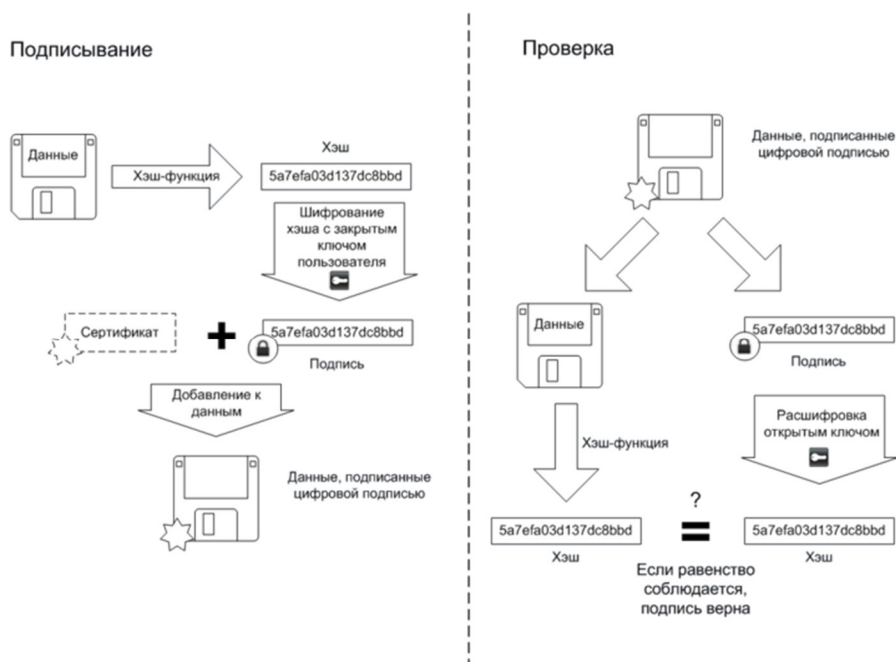 Подписывание
Данные
Хэш-функция
Хэш
5a7efa03d137dc8bbd
Шифрование
хэша с закрытым
ключом
пользователя
Сертификат
+
5a7efa03d137dc8bbd
Подпись
Добавление к
данным
Данные, подписанные
цифровой подписью
Проверка
Данные, подписанные
цифровой подписью
Данные
5a7efa03d137dc8bbd
Подпись
Хэш-функция
Расшифровка
открытым ключом
5a7efa03d137dc8bbd
Хэш
?
=
5a7efa03d137dc8bbd
Хэш
Если равенство
соблюдается,
подпись верна